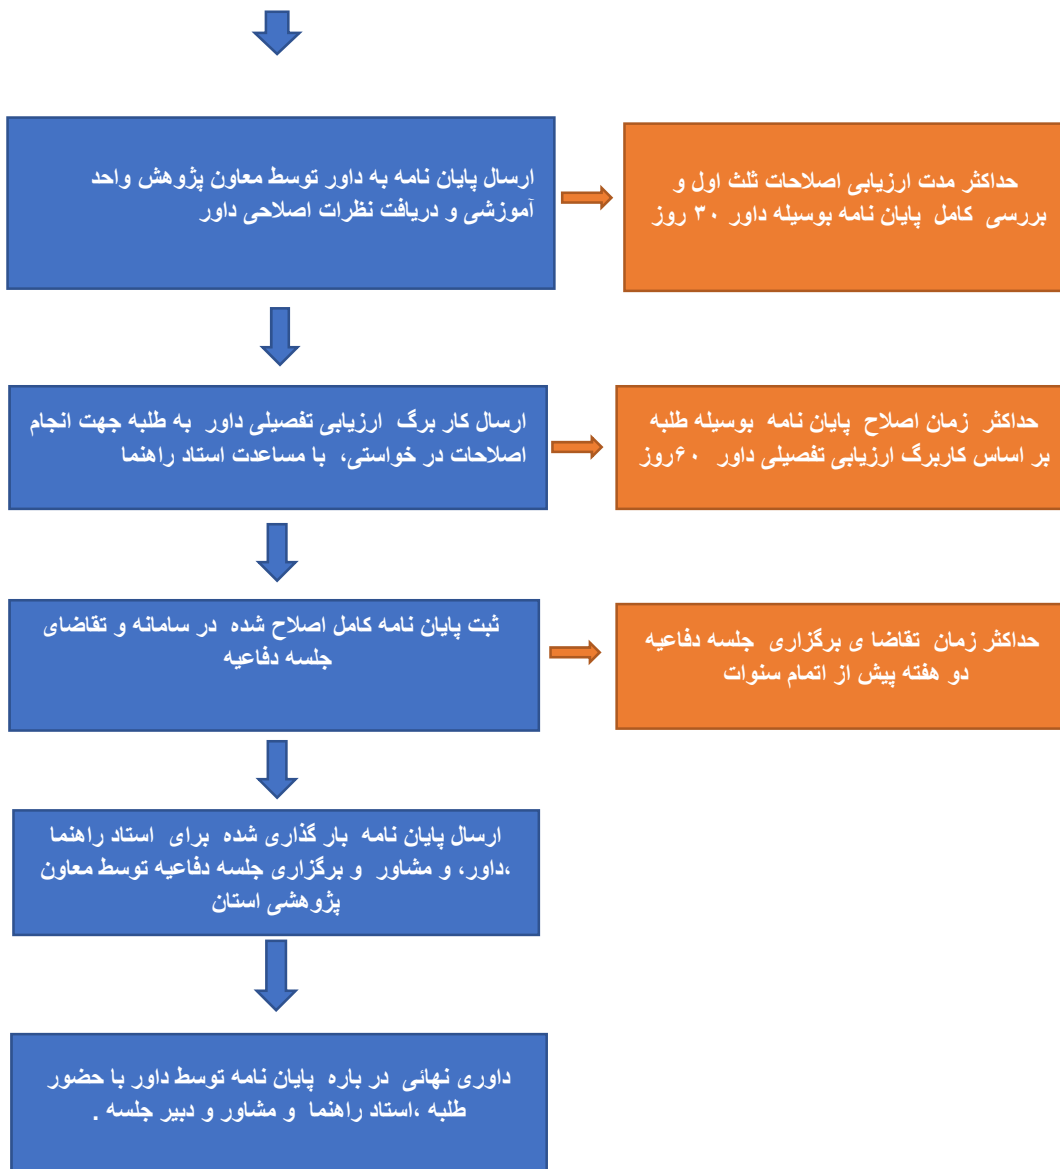 ارسال پایان نامه به داور توسط معاون پژوهش واحد
آموزشی و دریافت نظرات اصلاحی داور
حداکثر مدت ارزیابی اصلاحات ثلث اول و
بررسی کامل پایان نامه بوسیله داور ۳۰ روز
ارسال کار برگ ارزیابی تفصیلی داور به طلبه جهت انجام
اصلاحات در خواستی، با مساعدت استاد راهنما
حداکثر زمان اصلاح پایان نامه بوسیله طلبه
بر اساس کاربرگ ارزیابی تفصیلی داور ۶۰روز
ثبت پایان نامه کامل اصلاح شده در سامانه و تقاضای
جلسه دفاعیه
حداکثر زمان تقاضا ی برگزاری جلسه دفاعیه
دو هفته پیش از اتمام سنوات
ارسال پایان نامه بار گذاری شده برای استاد راهنما
،داور، و مشاور و برگزاری جلسه دفاعیه توسط معاون
پژوهشی استان
داوری نهائی در باره پایان نامه توسط داور با حضور
طلبه ،استاد راهنما و مشاور و دبیر جلسه .